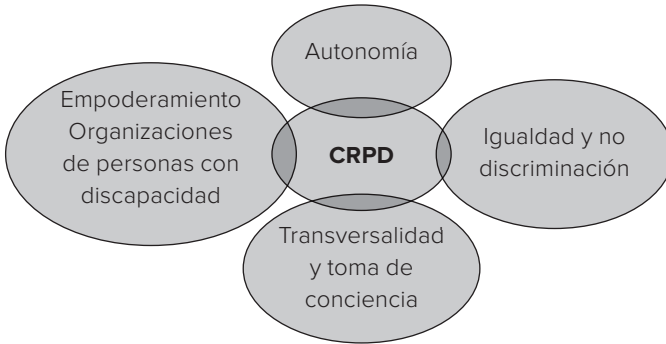 Autonomía
Empoderamiento
Organizaciones
de personas con
discapacidad
CRPD
Igualdad y no
discriminación
Transversalidad
y toma de
conciencia